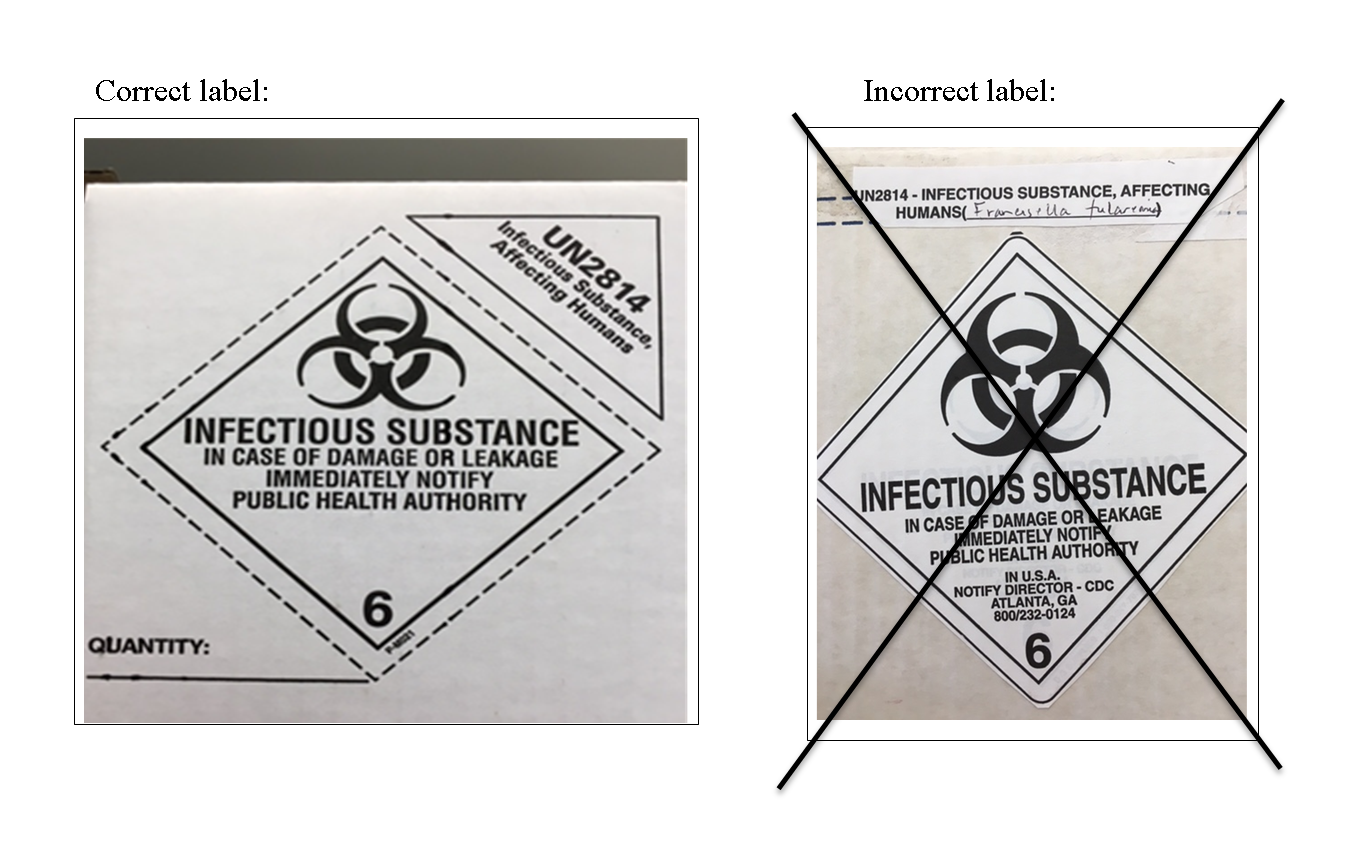 Correct label:
UN2814
Infectious Substance,
Affecting Humans
INFECTIOUS SUBSTANCE
IN CASE OF DAMAGE OR LEAKAGE
IMMEDIATELY NOTIFY
PUBLIC HEALTH AUTHORITY
6
P-M021
QUANTITY:
Incorrect label:
UN2814 - INFECTIOUS SUBSTANCE, AFFECTING
HUMANS(Francisella tularensis)
INFECTIOUS SUBSTANCE
IN CASE OF DAMAGE OR LEAKAGE
IMMEDIATELY NOTIFY
PUBLIC HEALTH AUTHORITY
IN U.S.A.
NOTIFY DIRECTOR - CDC
ATLANTA, GA
800/232-0124
6